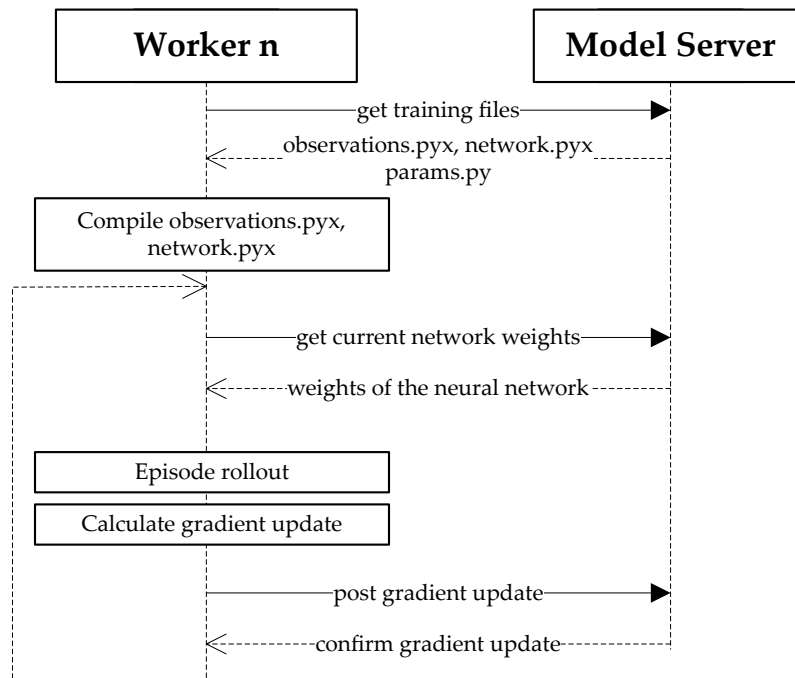 Worker n
Model Server
get training files
observations.pyx, network.pyx
params.py
Compile observations.pyx,
network.pyx
get current network weights
weights of the neural network
Episode rollout
Calculate gradient update
post gradient update
confirm gradient update